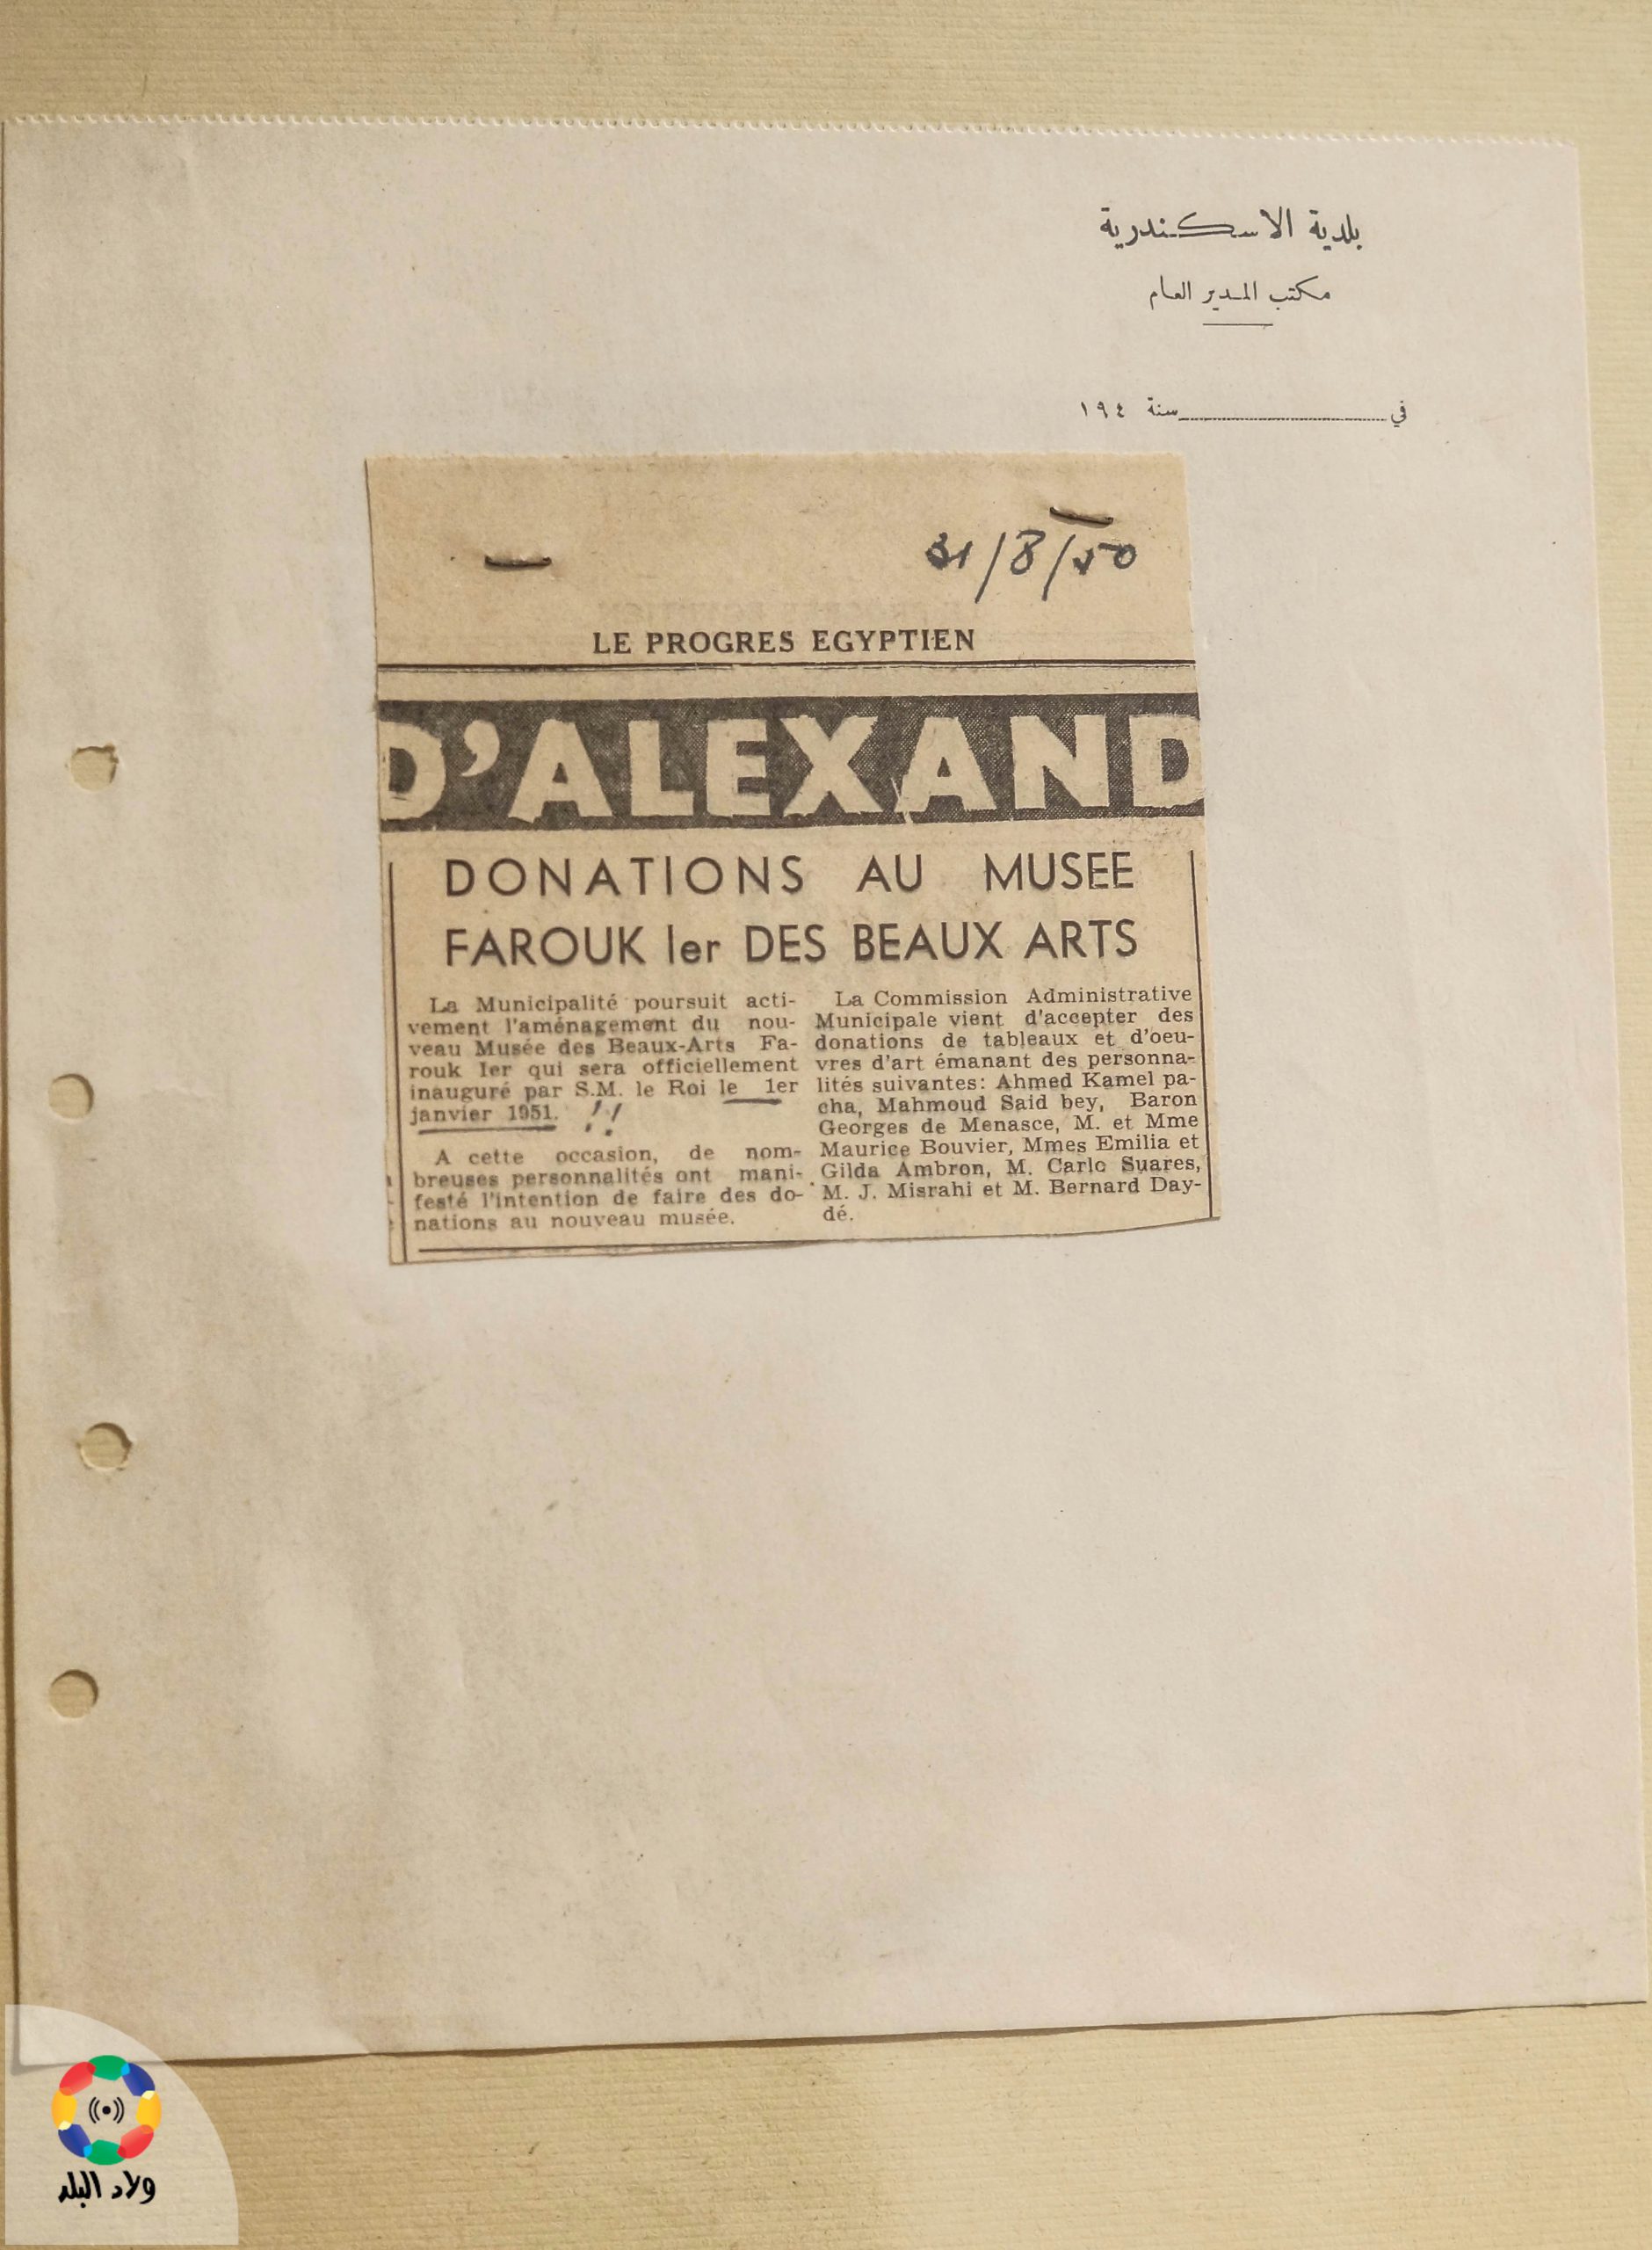 بلدية الاسكندرية
مكتب المدير العام
في سنة ١٩٤
31/8/50
LE PROGRES EGYPTIEN
D'ALEXAND
DONATIONS AU MUSEE
FAROUK Ier DES BEAUX ARTS
La Municipalité poursuit acti-
vement l'aménagement du nou-
veau Musée des Beaux-Arts Fa-
rouk Ier qui sera officiellement
inauguré par S.M. le Roi le 1er
janvier 1951. !!
A cette occasion, de nom-
breuses personnalités ont mani-
festé l'intention de faire des do-
nations au nouveau musée.
La Commission Administrative
Municipale vient d'accepter des
donations de tableaux et d'oeu-
vres d'art émanant des personna-
lités suivantes: Ahmed Kamel pa-
cha, Mahmoud Said bey, Baron
Georges de Menasce, M. et Mme
Maurice Bouvier, Mmes Emilia et
Gilda Ambron, M. Carlo Suares,
M. J. Misrahi et M. Bernard Day-
dé.
ولاد البلد